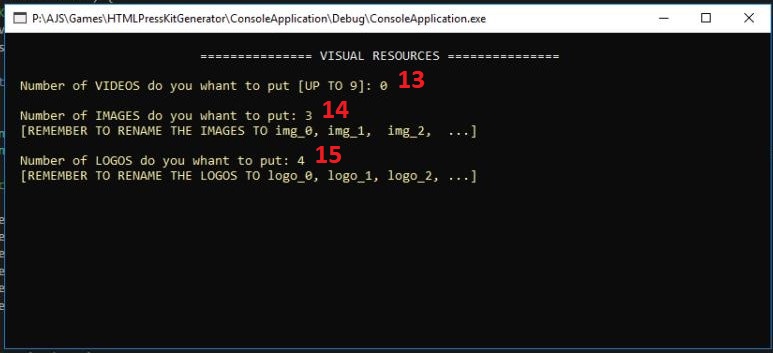 P:\AJS\Games\HTMLPressKitGenerator\ConsoleApplication\Debug\ConsoleApplication.exe
=============== VISUAL RESOURCES ===============
Number of VIDEOS do you whant to put [UP TO 9]: 0 13
Number of IMAGES do you whant to put: 3 14
[REMEMBER TO RENAME THE IMAGES TO img_0, img_1,  img_2,  ...]
Number of LOGOS do you whant to put: 4 15
[REMEMBER TO RENAME THE LOGOS TO logo_0, logo_1, logo_2, ...]